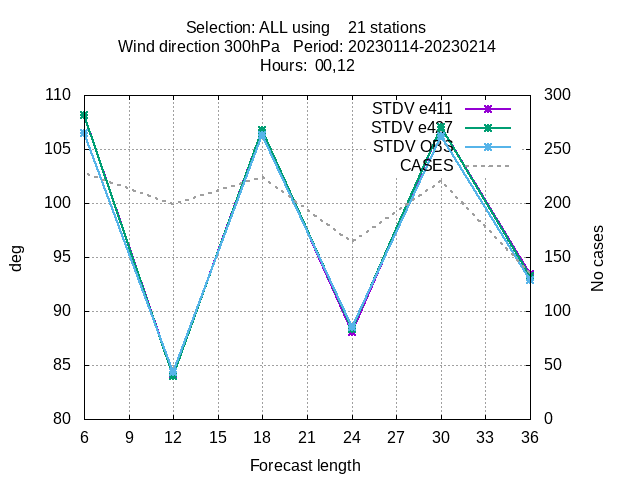 Selection: ALL using 21 stations
Wind direction 300hPa Period: 20230114-20230214
Hours: 00,12
110
105
100
95
90
85
80
300
250
200
150
100
50
0
deg
No cases
STDV e411
STDV
STDV
CASES
6 9 12 15 18 21 24 27 30 33 36
Forecast length